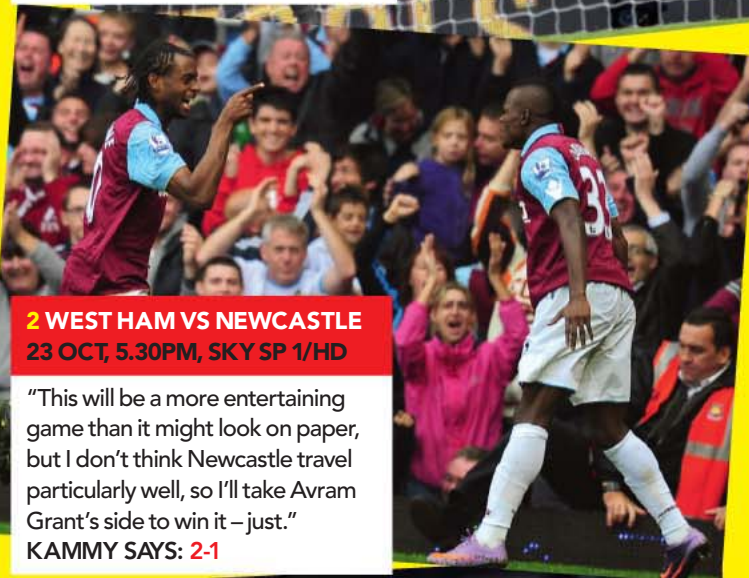 2 WEST HAM VS NEWCASTLE
23 OCT, 5.30PM, SKY SP 1/HD
“This will be a more entertaining
game than it might look on paper,
but I don’t think Newcastle travel
particularly well, so I’ll take Avram
Grant’s side to win it – just.”
KAMMY SAYS: 2-1